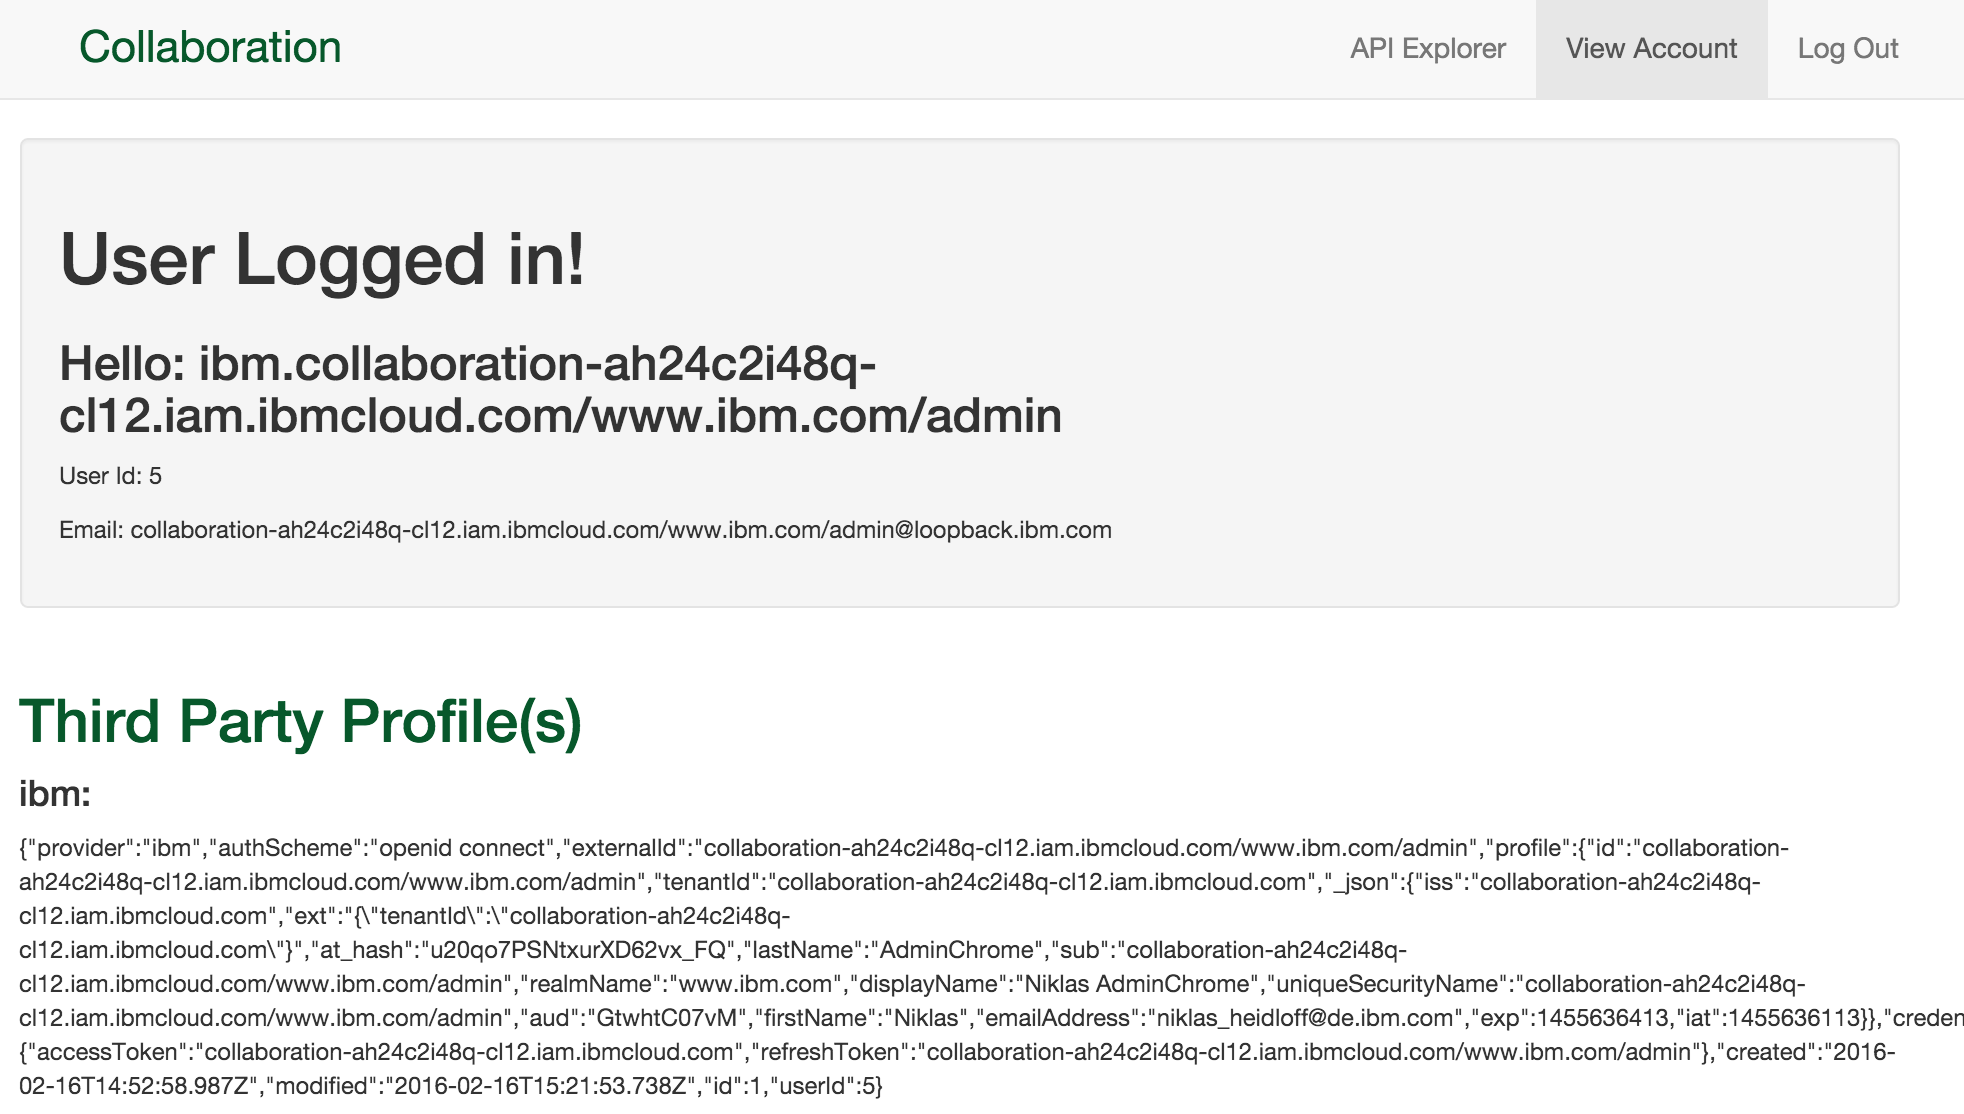 Collaboration
API Explorer
View Account
Log Out
User Logged in!
Hello: ibm.collaboration-ah24c2i48q-
cl12.iam.ibmcloud.com/www.ibm.com/admin
User Id: 5
Email: collaboration-ah24c2i48q-cl12.iam.ibmcloud.com/www.ibm.com/admin@loopback.ibm.com
Third Party Profile(s)
ibm:
{"provider":"ibm","authScheme":"openid connect","externalId":"collaboration-ah24c2i48q-cl12.iam.ibmcloud.com/www.ibm.com/admin","profile":{"id":"collaboration-
ah24c2i48q-cl12.iam.ibmcloud.com/www.ibm.com/admin","tenantId":"collaboration-ah24c2i48q-cl12.iam.ibmcloud.com","_json":{"iss":"collaboration-ah24c2i48q-
cl12.iam.ibmcloud.com","ext":"{\"tenantId\":\"collaboration-ah24c2i48q-
cl12.iam.ibmcloud.com\"}","at_hash":"u20qo7PSNtxurXD62vx_FQ","lastName":"AdminChrome","sub":"collaboration-ah24c2i48q-
cl12.iam.ibmcloud.com/www.ibm.com/admin","realmName":"www.ibm.com","displayName":"Niklas AdminChrome","uniqueSecurityName":"collaboration-ah24c2i48q-
cl12.iam.ibmcloud.com/www.ibm.com/admin","aud":"GtwhtC07vM","firstName":"Niklas","emailAddress":"niklas_heidloff@de.ibm.com","exp":1455636413,"iat":1455636113}},"creden
{"accessToken":"collaboration-ah24c2i48q-cl12.iam.ibmcloud.com","refreshToken":"collaboration-ah24c2i48q-cl12.iam.ibmcloud.com/www.ibm.com/admin"},"created":"2016-
02-16T14:52:58.987Z","modified":"2016-02-16T15:21:53.738Z","id":1,"userId":5}